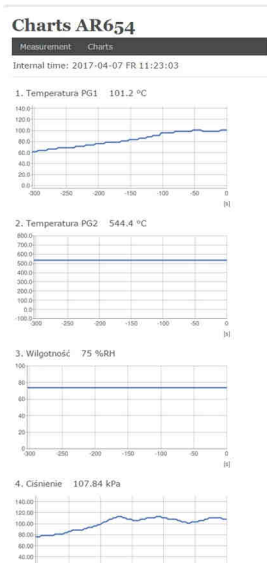 Charts AR654
Measurement Charts
Internal time: 2017-04-07 FR 11:23:03
1. Temperatura PG1 101.2 °C
140.0
120.0
100.0
80.0
60.0
40.0
20.0
0.0
-300 -250 -200 -150 -100 -50 0
[s]
2. Temperatura PG2 544.4 °C
800.0
700.0
600.0
500.0
400.0
300.0
200.0
100.0
0.0
-100.0
-300 -250 -200 -150 -100 -50 0
[s]
3. Wilgotność 75 %RH
100
80
60
40
20
0
-300 -250 -200 -150 -100 -50 0
[s]
4. Ciśnienie 107.84 kPa
140.00
120.00
100.00
80.00
60.00
40.00